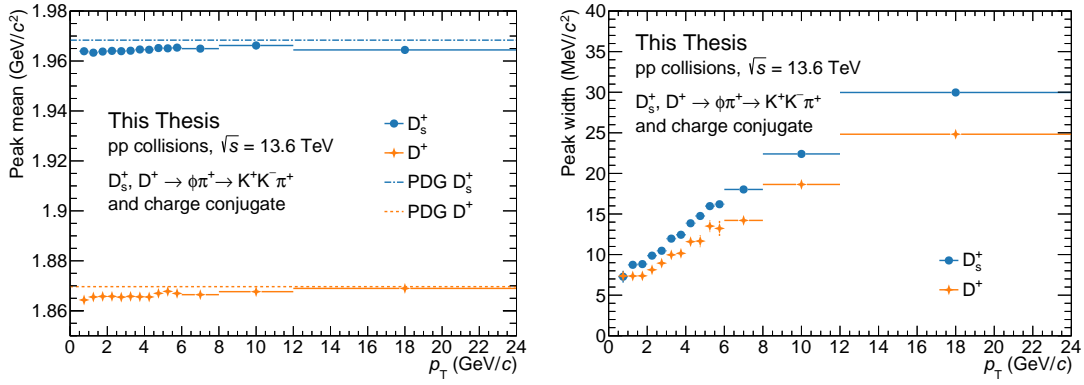 Peak mean (GeV/c²)
1.96
1.94
1.92
1.9
1.88
1.86
This Thesis
pp collisions, √s = 13.6 TeV
D⁺ₛ, D⁺ → ϕπ⁺→ K⁺K⁻π⁺
and charge conjugate
D⁺ₛ
D⁺
PDG D⁺ₛ
PDG D⁺
0 2 4 6 8 10 12 14 16 18 20 22 24
p_T (GeV/c)
Peak width (MeV/c²)
40
35
30
25
20
15
10
5
0
This Thesis
pp collisions, √s = 13.6 TeV
D⁺ₛ, D⁺ → ϕπ⁺→ K⁺K⁻π⁺
and charge conjugate
D⁺ₛ
D⁺
0 2 4 6 8 10 12 14 16 18 20 22 24
p_T (GeV/c)